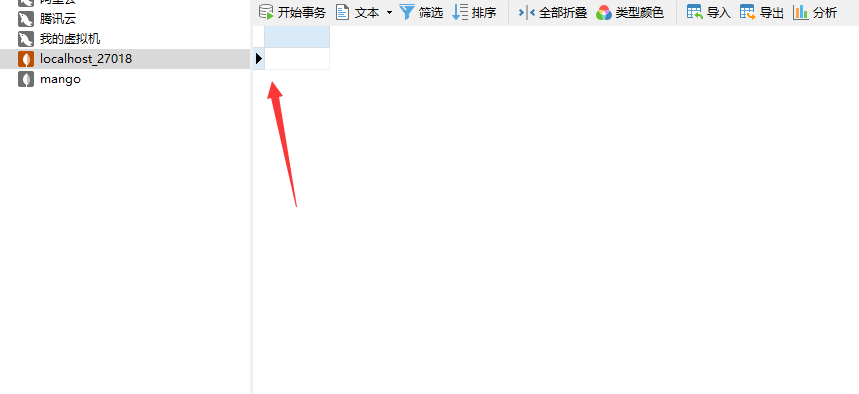 开始事务 文本 筛选 排序 全部折叠 类型颜色 导入 导出 分析
腾讯云
我的虚拟机
localhost_27018
mango